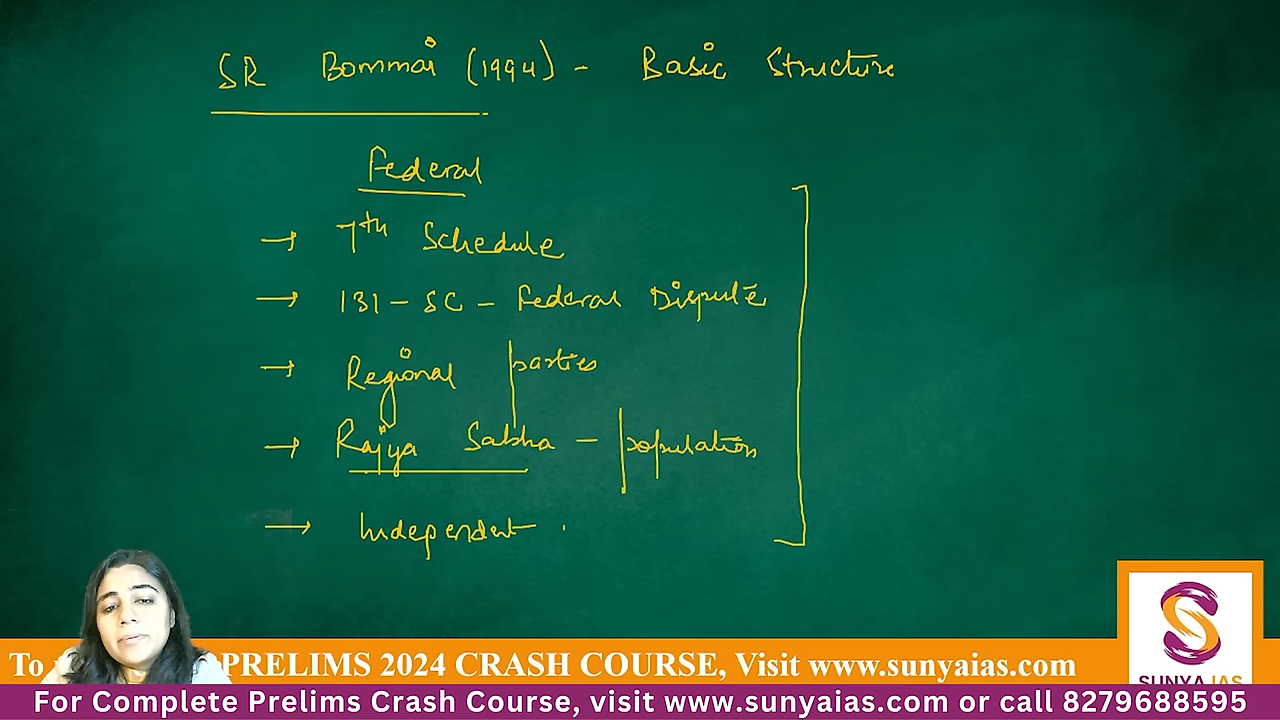 SR Bommai (1994) - Basic Structure
Federal
→ 7th Schedule
→ 131 - SC - Federal Dispute
→ Regional parties
→ Rajya Sabha - population
→ Independent
To PRELIMS 2024 CRASH COURSE, Visit www.sunyaias.com
SUNYA IAS
For Complete Prelims Crash Course, visit www.sunyaias.com or call 8279688595